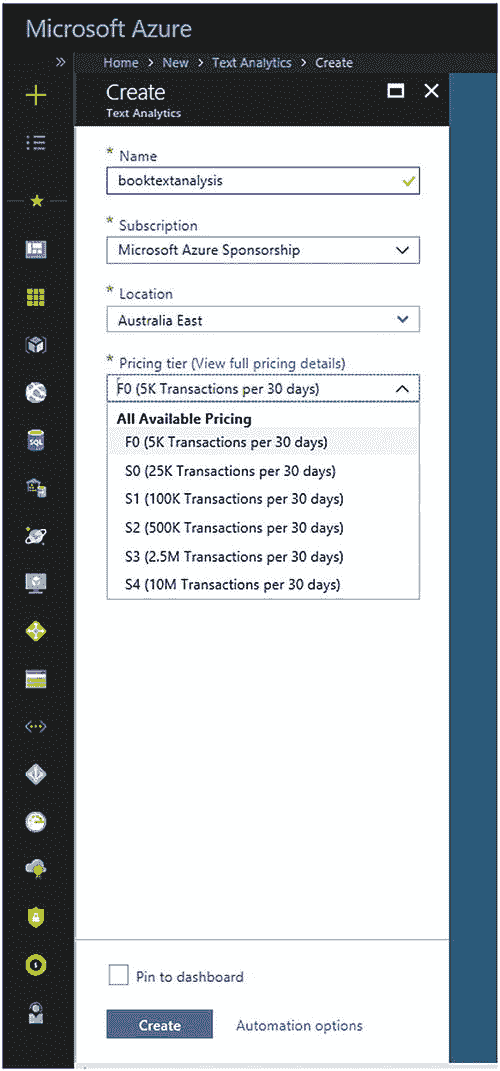 Microsoft Azure
» Home > New > Text Analytics > Create
Create
Text Analytics
* Name
booktextanalysis
* Subscription
Microsoft Azure Sponsorship
* Location
Australia East
* Pricing tier (View full pricing details)
F0 (5K Transactions per 30 days)
All Available Pricing
F0 (5K Transactions per 30 days)
S0 (25K Transactions per 30 days)
S1 (100K Transactions per 30 days)
S2 (500K Transactions per 30 days)
S3 (2.5M Transactions per 30 days)
S4 (10M Transactions per 30 days)
SQL
Pin to dashboard
Create Automation options